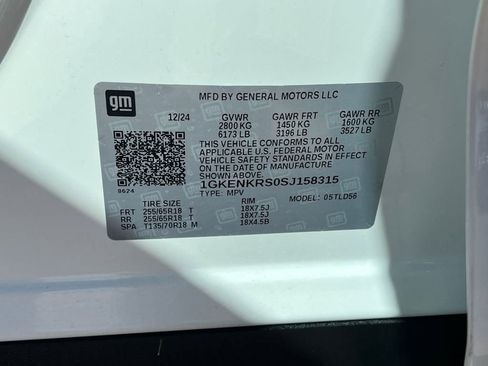 gm
MFD BY GENERAL MOTORS LLC
12/24 GVWR GAWR FRT GAWR RR
2800 KG 1450 KG 1600 KG
6173 LB 3196 LB 3527 LB
THIS VEHICLE CONFORMS TO ALL
APPLICABLE U.S. FEDERAL MOTOR
VEHICLE SAFETY STANDARDS IN
EFFECT ON THE DATE OF
MANUFACTURE SHOWN ABOVE.
1GKENKRS0SJ158315
8624
TYPE: MPV MODEL: 05TLD56
TIRE SIZE RIM
FRT 255/65R18 T 18X7.5J
RR 255/65R18 T 18X7.5J
SPA T135/70R18 M 18X4.5B